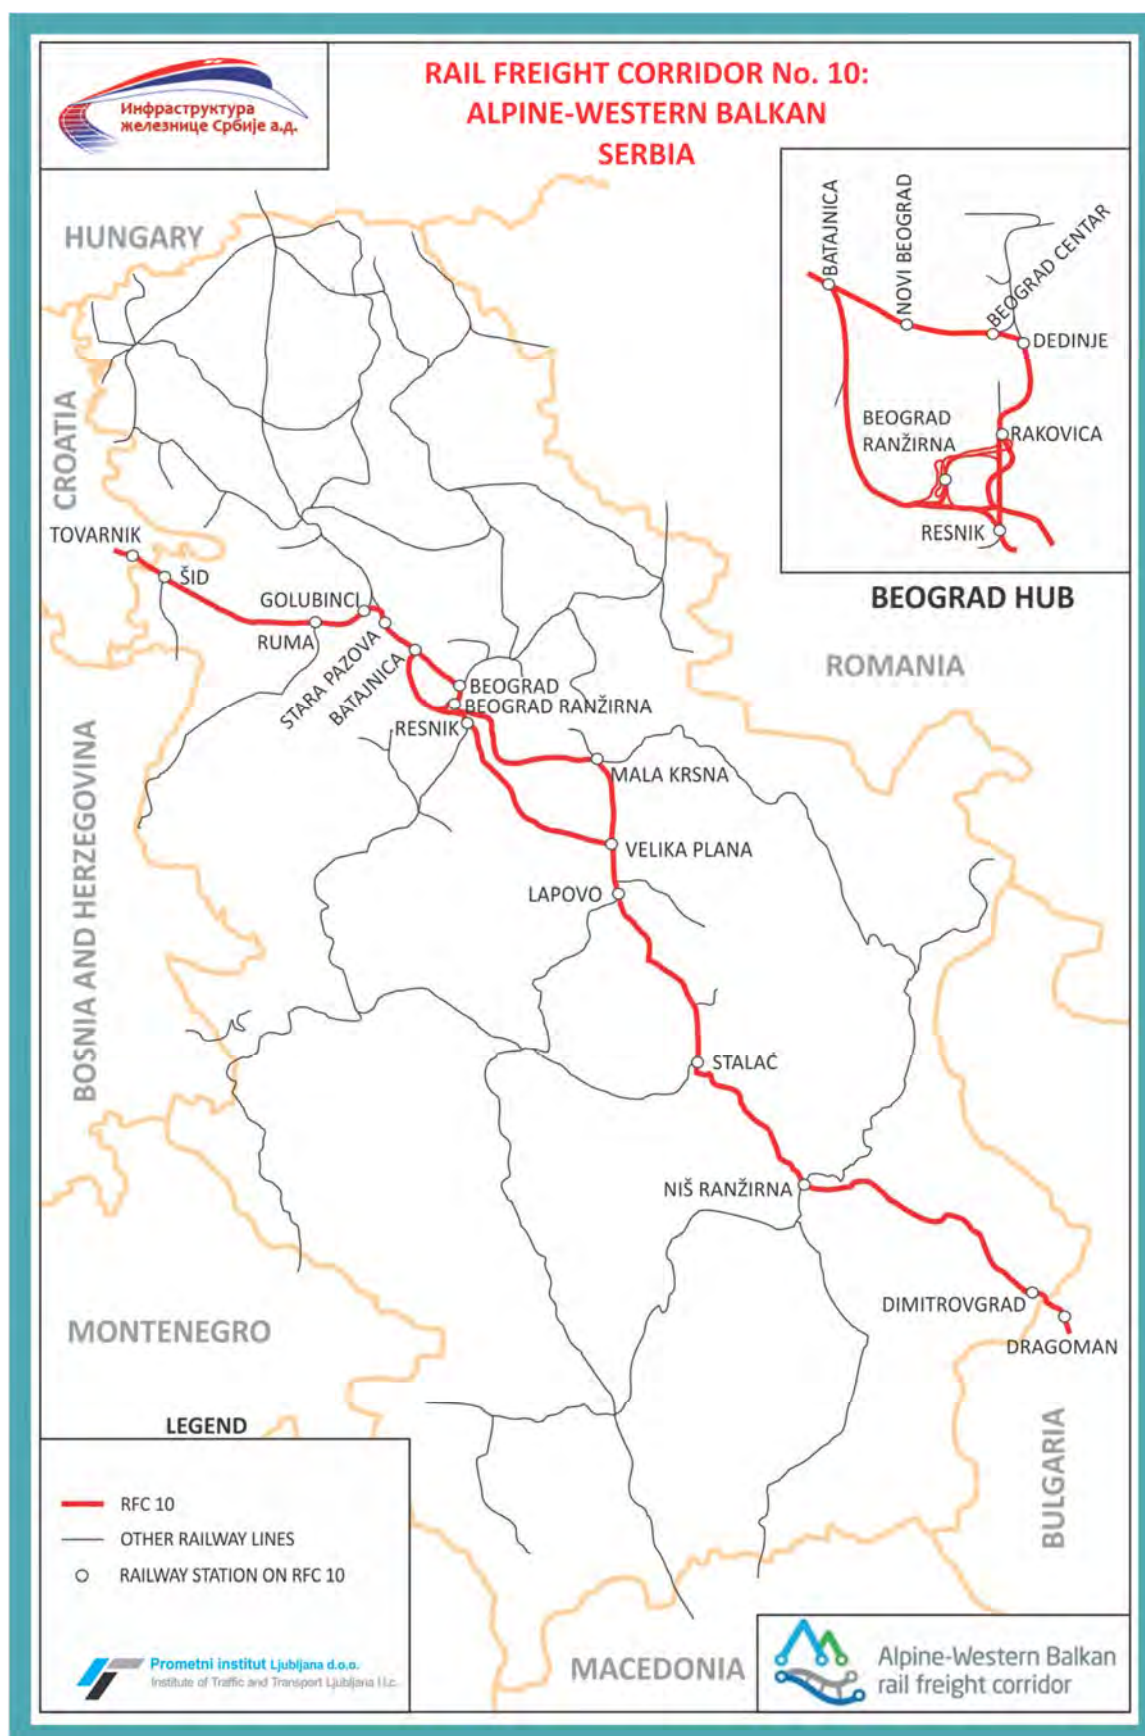 Инфраструктура
железнице Србије а.д.
RAIL FREIGHT CORRIDOR No. 10:
ALPINE-WESTERN BALKAN
SERBIA
BATAJNICA
NOVI BEOGRAD
BEOGRAD CENTAR
DEDINJE
BEOGRAD
RANŽIRNA
RAKOVICA
RESNIK
BEOGRAD HUB
HUNGARY
CROATIA
TOVARNIK
ŠID
GOLUBINCI
RUMA
STARA PAZOVA
BATAJNICA
BEOGRAD
BEOGRAD RANŽIRNA
RESNIK
ROMANIA
MALA KRSNA
VELIKA PLANA
LAPOVO
BOSNIA AND HERZEGOVINA
STALAĆ
NIŠ RANŽIRNA
DIMITROVGRAD
DRAGOMAN
MONTENEGRO
BULGARIA
MACEDONIA
LEGEND
RFC 10
OTHER RAILWAY LINES
RAILWAY STATION ON RFC 10
Prometni institut Ljubljana d.o.o.
Institute of Traffic and Transport Ljubljana l.l.c.
Alpine-Western Balkan
rail freight corridor